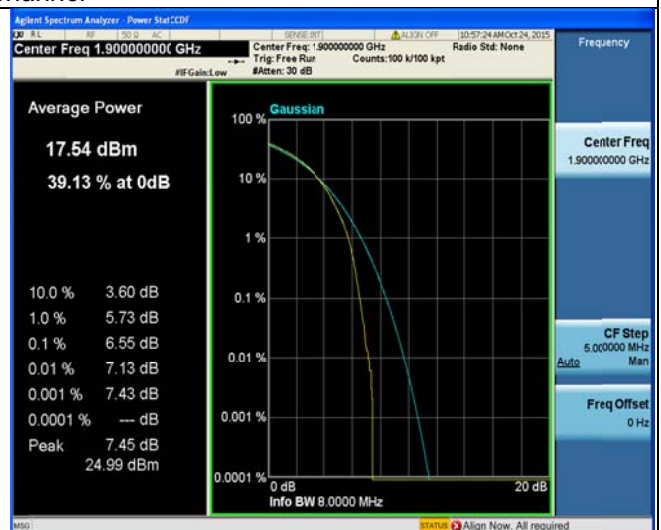 Agilent Spectrum Analyzer - Power Stat CCDF
RL RF 50 Ω AC SENSE:INT ALIGN OFF 10:57:24 AM Oct 24, 2015
Center Freq 1.900000000 GHz
Center Freq: 1.900000000 GHz
Radio Std: None
Trig: Free Run Counts:100 k/100 kpt
#IFGain:Low
#Atten: 30 dB
Frequency
Average Power
17.54 dBm
39.13 % at 0dB
10.0 % 3.60 dB
1.0 % 5.73 dB
0.1 % 6.55 dB
0.01 % 7.13 dB
0.001 % 7.43 dB
0.0001 % --- dB
Peak 7.45 dB
24.99 dBm
100 %
Gaussian
10 %
1 %
0.1 %
0.01 %
0.001 %
0.0001 %
0 dB
20 dB
Info BW 8.0000 MHz
Center Freq
1.900000000 GHz
CF Step
5.000000 MHz
Auto Man
Freq Offset
0 Hz
MSG
STATUS Align Now, All required